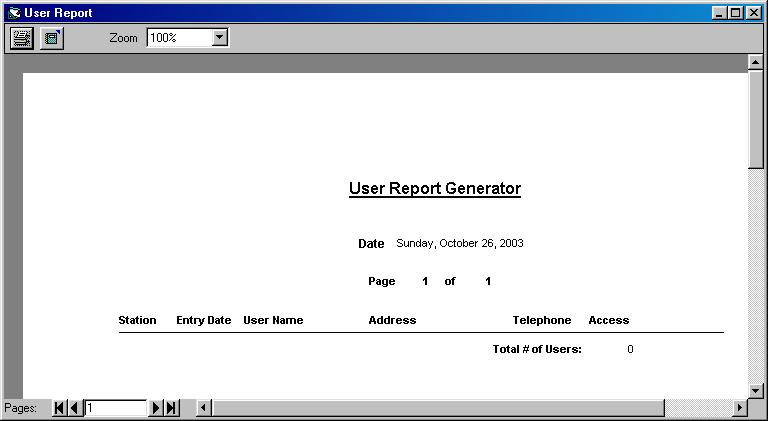 User Report
Zoom 100%
User Report Generator
Date Sunday, October 26, 2003
Page 1 of 1
Station Entry Date User Name Address Telephone Access
Total # of Users: 0
Pages: 1